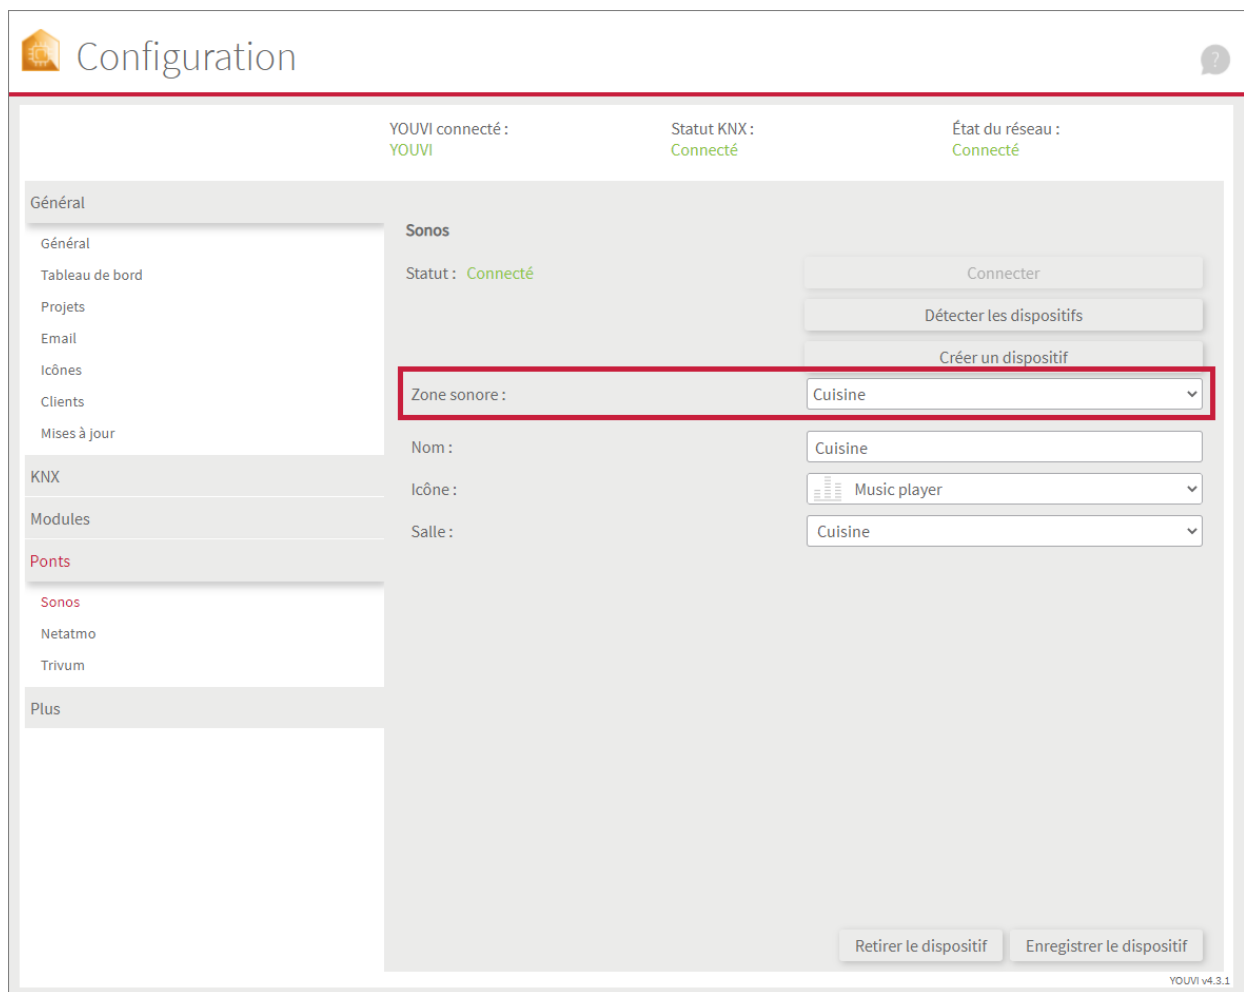 Configuration
?
YOUVI connecté :
YOUVI
Statut KNX :
Connecté
État du réseau :
Connecté
Général
Général
Tableau de bord
Projets
Email
Icônes
Clients
Mises à jour
KNX
Modules
Ponts
Sonos
Netatmo
Trivum
Plus
Sonos
Statut : Connecté
Connecter
Détecter les dispositifs
Créer un dispositif
Zone sonore : Cuisine
Nom : Cuisine
Icône : Music player
Salle : Cuisine
Retirer le dispositif Enregistrer le dispositif
YOUVI v4.3.1